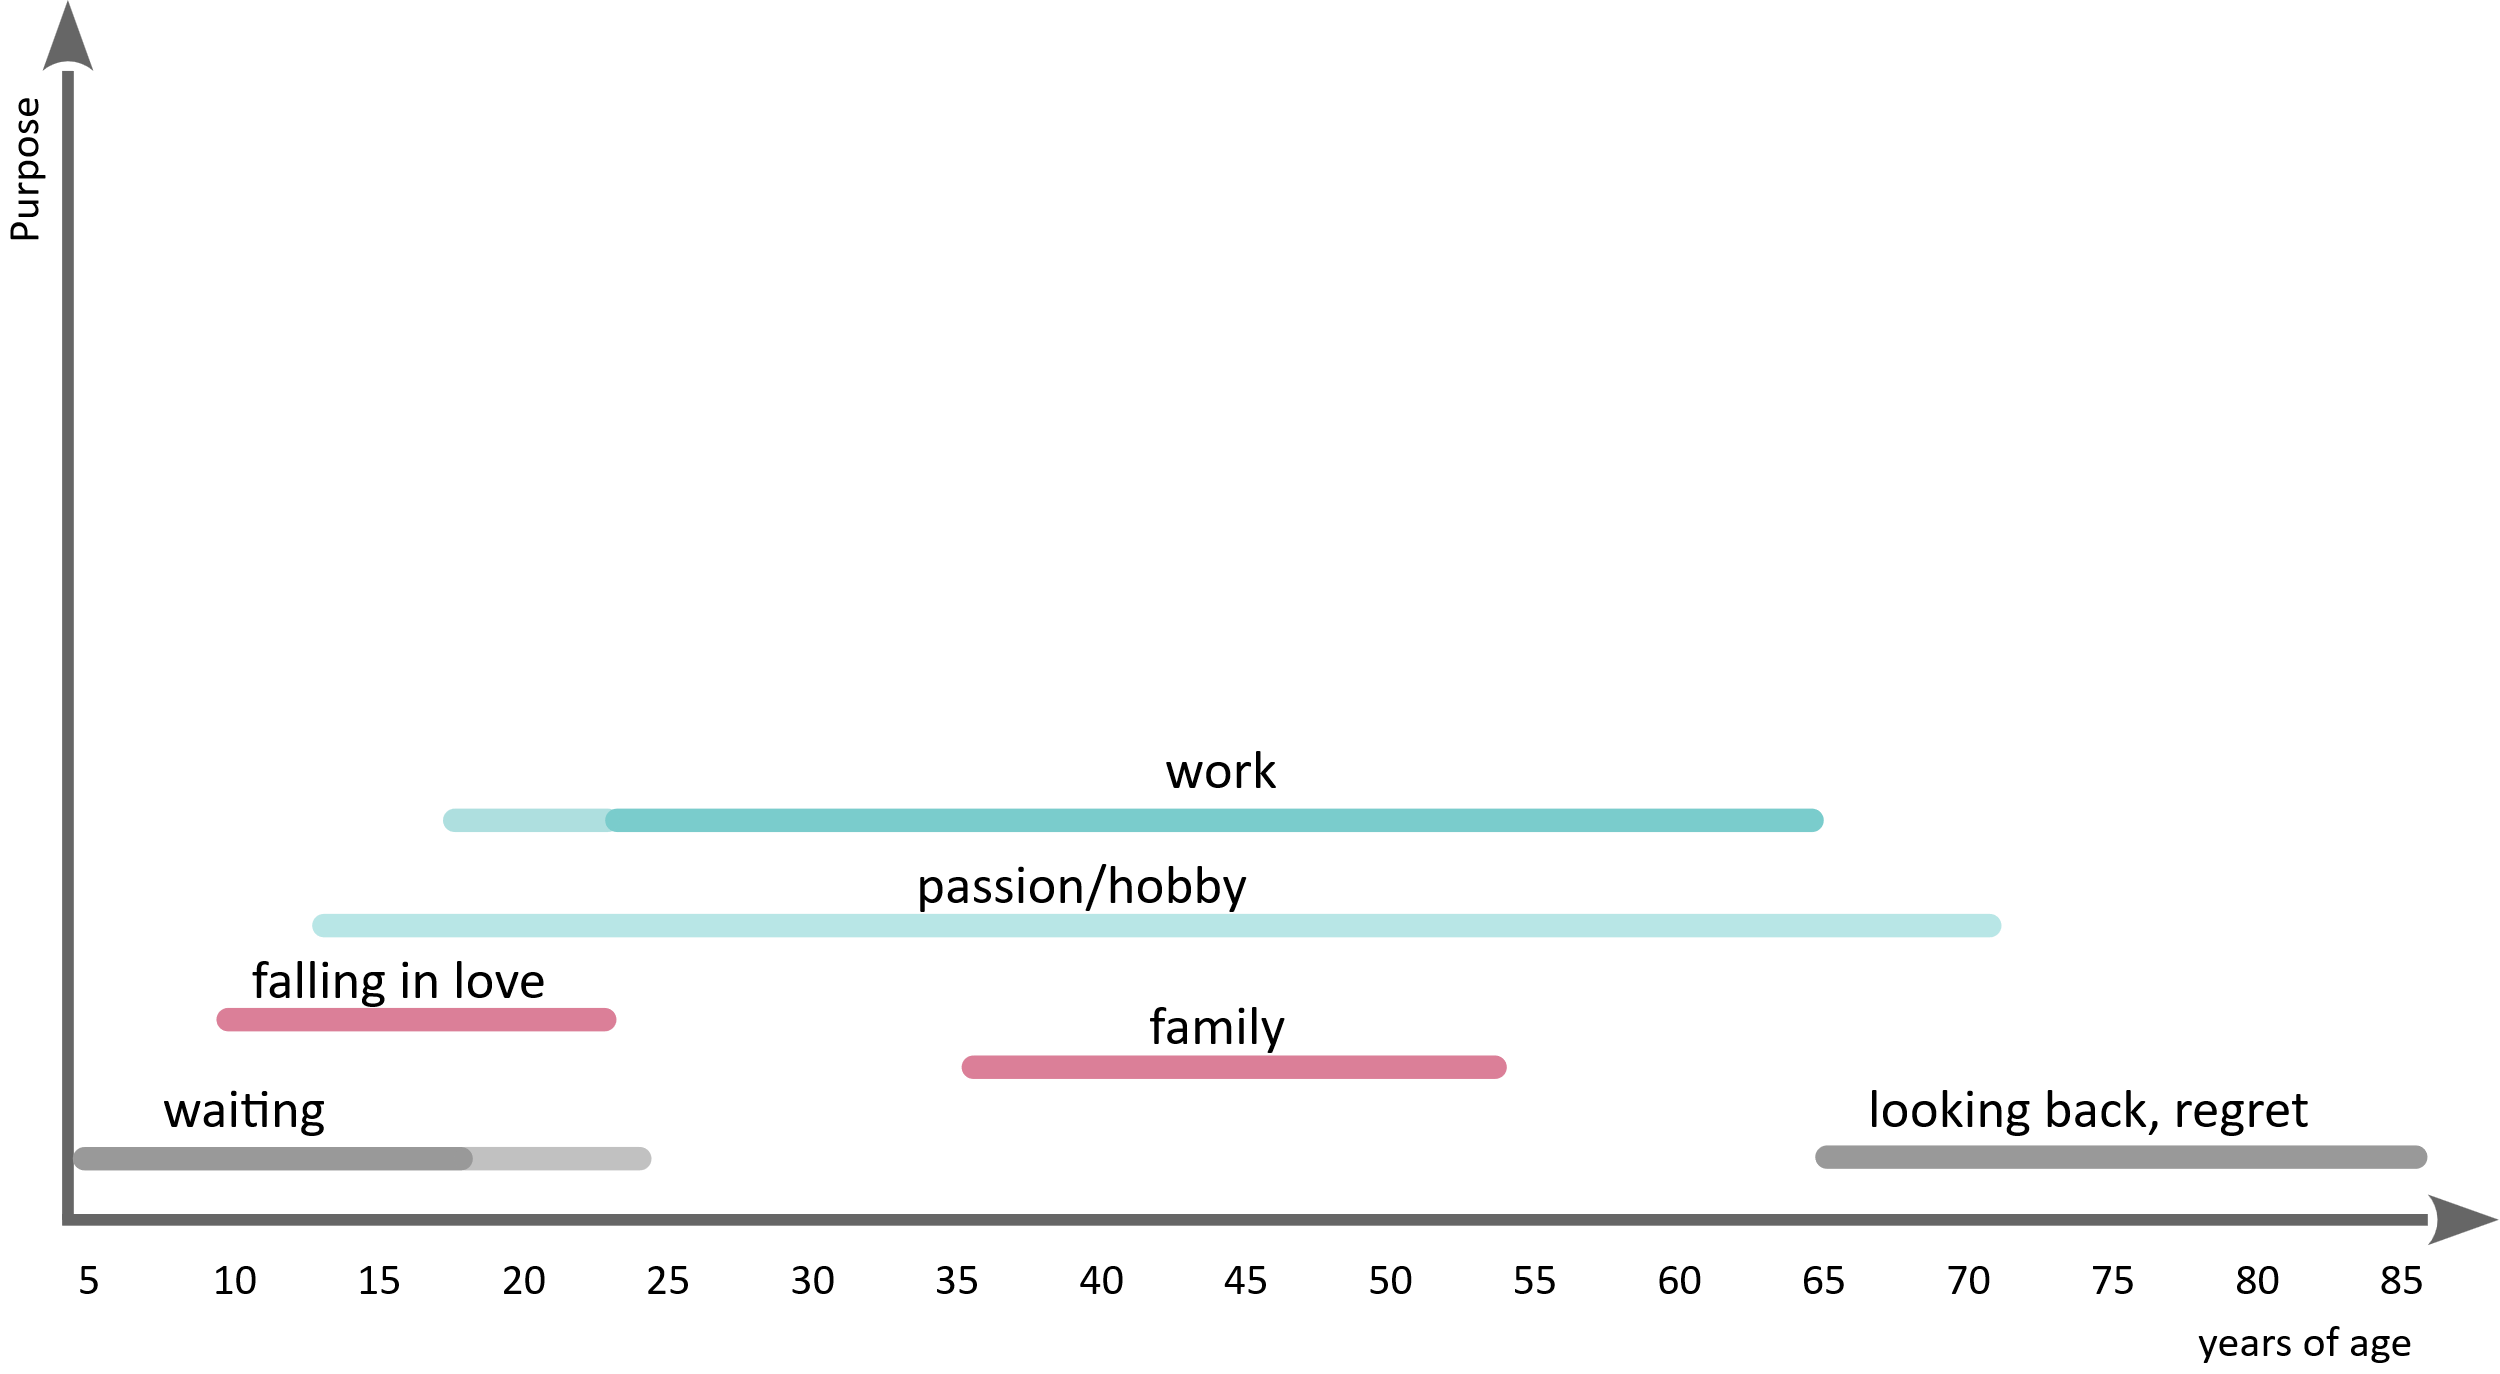 Purpose
work
passion/hobby
falling in love
family
waiting
looking back, regret
5 10 15 20 25 30 35 40 45 50 55 60 65 70 75 80 85
years of age